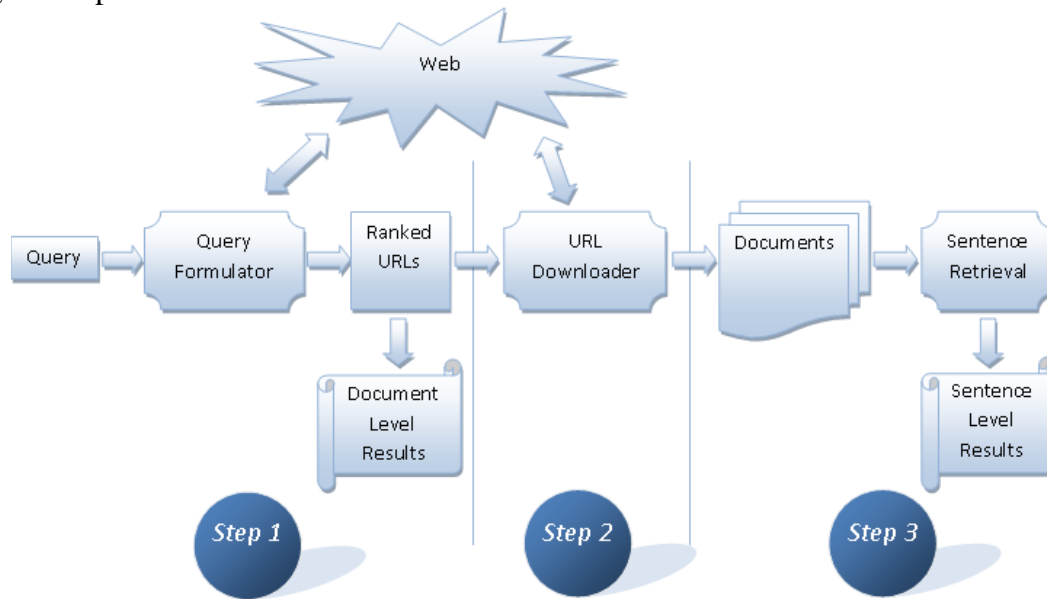 Web
Query
Query
Formulator
Ranked
URLs
URL
Downloader
Documents
Sentence
Retrieval
Document
Level
Results
Sentence
Level
Results
Step 1
Step 2
Step 3